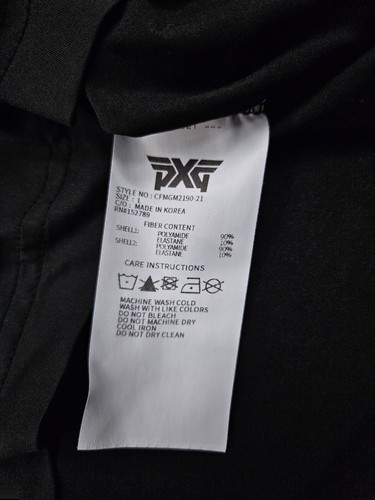 PXG
STYLE NO : CFMGM2190-21
SIZE : L
C/O : MADE IN KOREA
RN#152789
FIBER CONTENT
SHELL1: POLYAMIDE 90%
ELASTANE 10%
SHELL2: POLYAMIDE 90%
ELASTANE 10%
CARE INSTRUCTIONS
MACHINE WASH COLD
WASH WITH LIKE COLORS
DO NOT BLEACH
DO NOT MACHINE DRY
COOL IRON
DO NOT DRY CLEAN